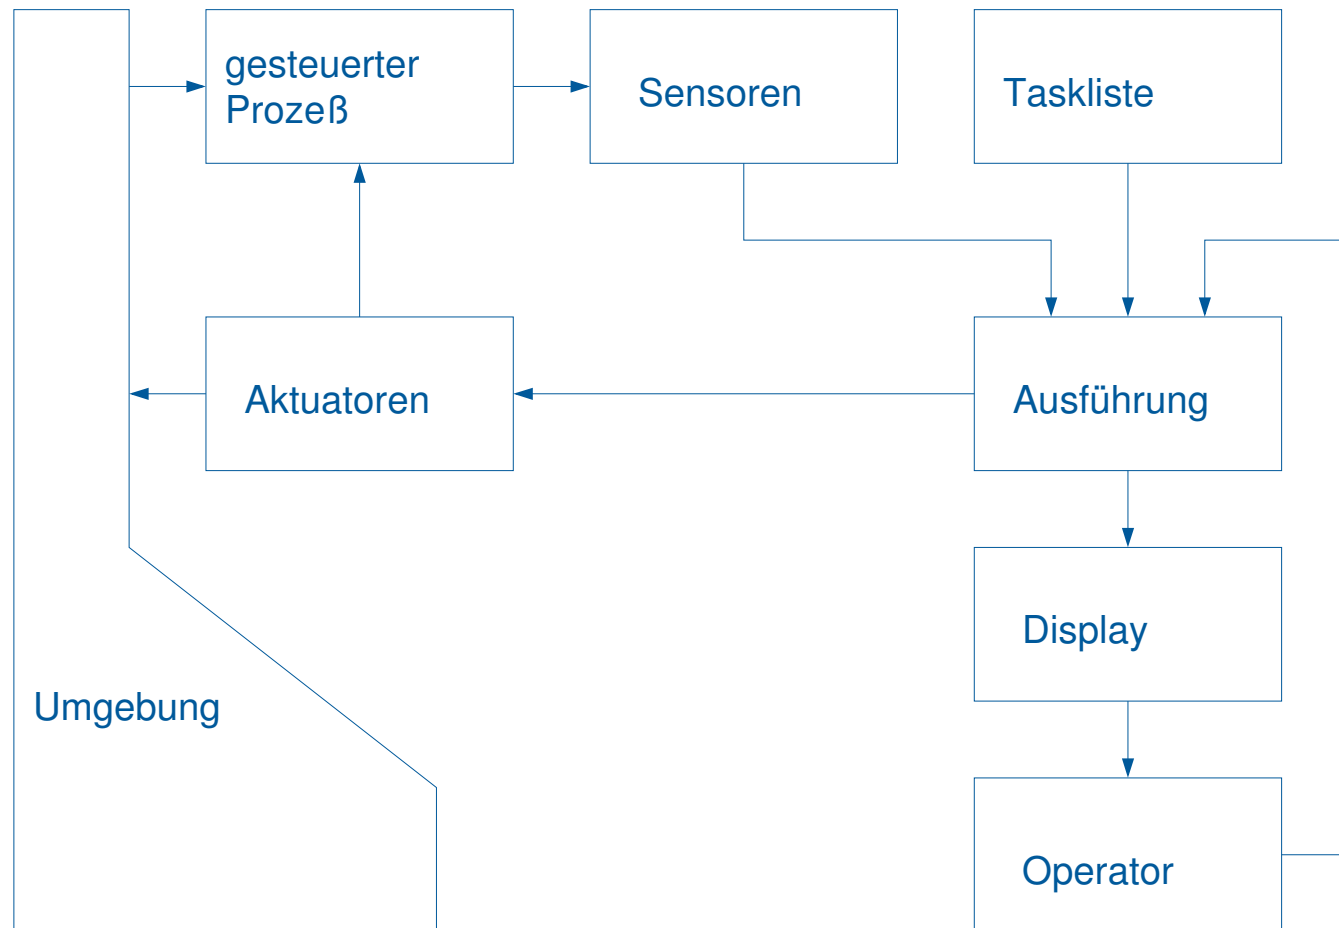 gesteuerter
Prozeß
Sensoren
Taskliste
Aktuatoren
Ausführung
Display
Umgebung
Operator